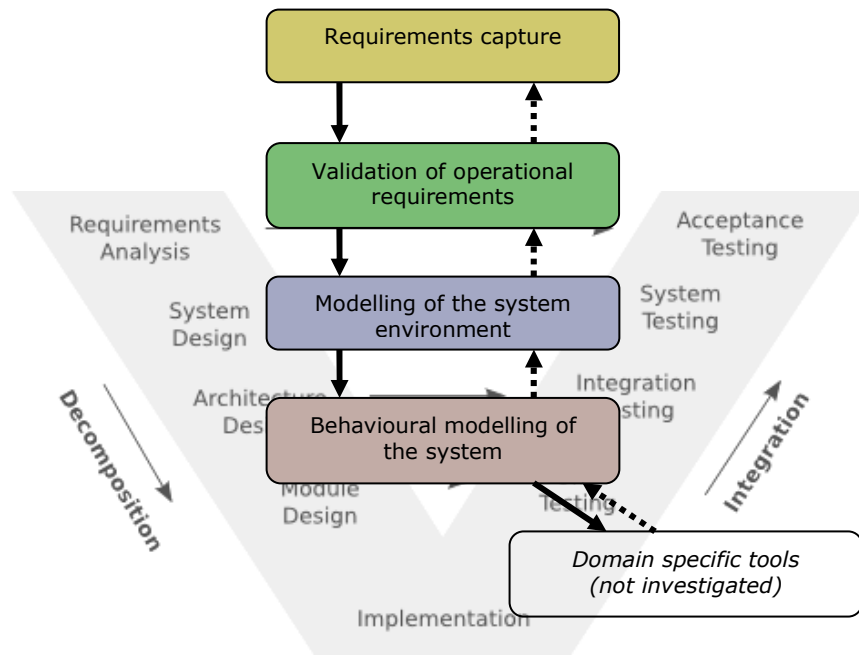 Requirements capture
Validation of operational
requirements
Requirements
Analysis
Acceptance
Testing
System
Design
Modelling of the system
environment
System
Testing
Integration
Decomposition
Behavioural modelling of
the system
Integration
Module
Design
Testing
Domain specific tools
(not investigated)
Implementation